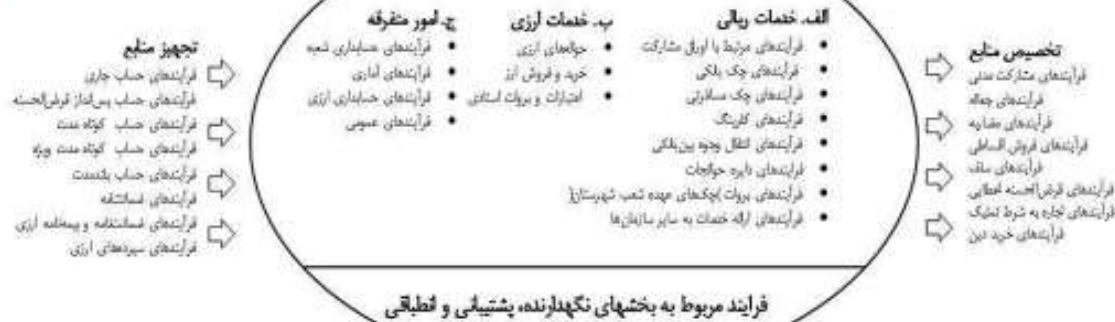 تخصیص منابع
فرآیندهای مشارکت مدنی
فرآیندهای جعاله
فرآیندهای مضاربه
فرآیندهای فروش اقساطی
فرآیندهای سلف
فرآیندهای قرض‌الحسنه اعطایی
فرآیندهای اجاره به شرط تملیک
فرآیندهای خرید دین
الف. خدمات ریالی
• فرآیندهای مرتبط با اوراق مشارکت
• فرآیندهای چک بانکی
• فرآیندهای چک مسافرتی
• فرآیندهای کلرینگ
• فرآیندهای انتقال وجوه بین‌بانکی
• فرآیندهای دایره حوالجات
• فرآیندهای بروات )چک‌های عهده شعب شهرستان(
• فرآیندهای ارائه خدمات به سایر سازمان‌ها
ب. خدمات ارزی
• حواله‌های ارزی
• خرید و فروش ارز
• اعتبارات و بروات اسنادی
ج. امور متفرقه
• فرآیندهای حسابداری شعبه
• فرآیندهای آماری
• فرآیندهای حسابداری ارزی
• فرآیندهای عمومی
تجهیز منابع
فرآیندهای حساب جاری
فرآیندهای حساب پس‌انداز قرض‌الحسنه
فرآیندهای حساب کوتاه مدت
فرآیندهای حساب کوتاه مدت ویژه
فرآیندهای حساب بلندمدت
فرآیندهای ضمانتنامه
فرآیندهای ضمانتنامه و بیمه‌نامه ارزی
فرآیندهای سپرده‌های ارزی
فرآیند مربوط به بخشهای نگهدارنده، پشتیبانی و انطباقی